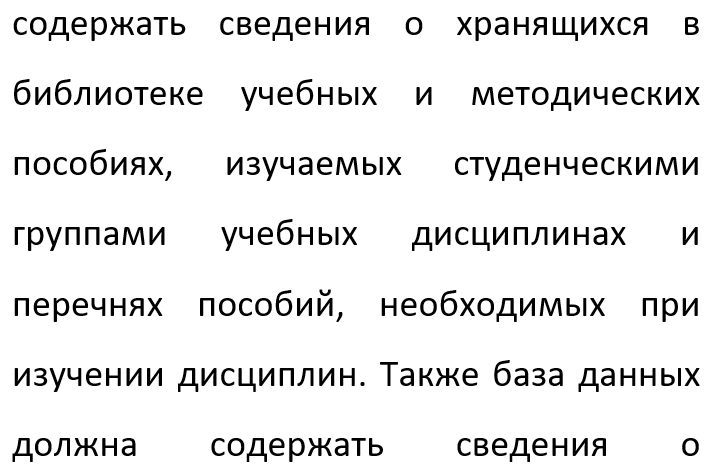 содержать сведения о хранящихся в
библиотеке учебных и методических
пособиях, изучаемых студенческими
группами учебных дисциплинах и
перечнях пособий, необходимых при
изучении дисциплин. Также база данных
должна содержать сведения о